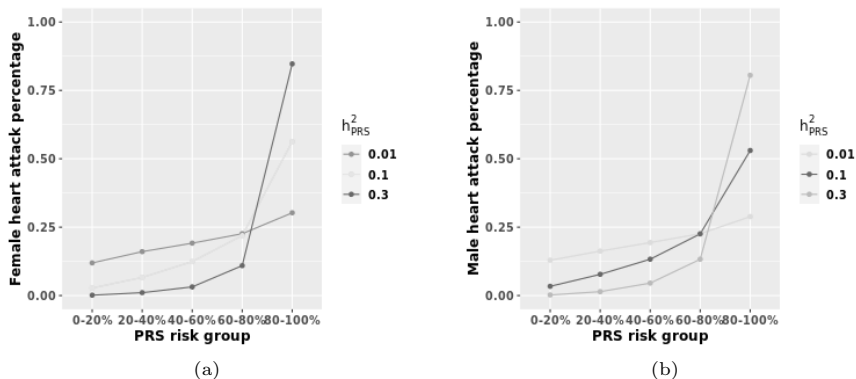 Female heart attack percentage
1.00
0.75
0.50
0.25
0.00
0-20% 20-40% 40-60% 60-80% 80-100%
PRS risk group
h²PRS
0.01
0.1
0.3
(a)
Male heart attack percentage
1.00
0.75
0.50
0.25
0.00
0-20% 20-40% 40-60% 60-80% 80-100%
PRS risk group
h²PRS
0.01
0.1
0.3
(b)